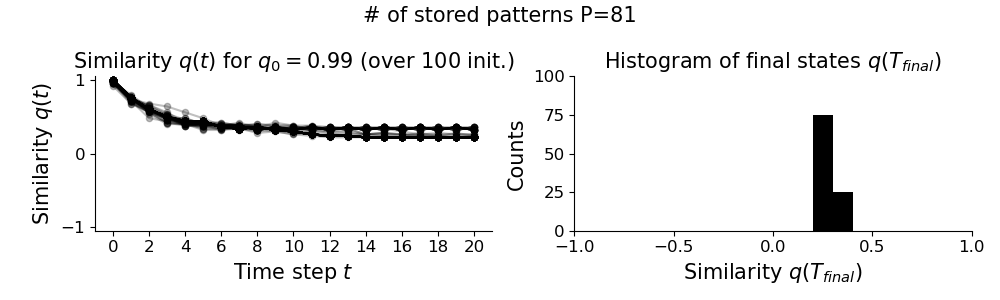 # of stored patterns P=81
Similarity q(t) for q₀ = 0.99 (over 100 init.)
1
0
−1
Similarity q(t)
0 2 4 6 8 10 12 14 16 18 20
Time step t
Histogram of final states q(T_final)
100
75
50
25
0
Counts
−1.0 −0.5 0.0 0.5 1.0
Similarity q(T_final)